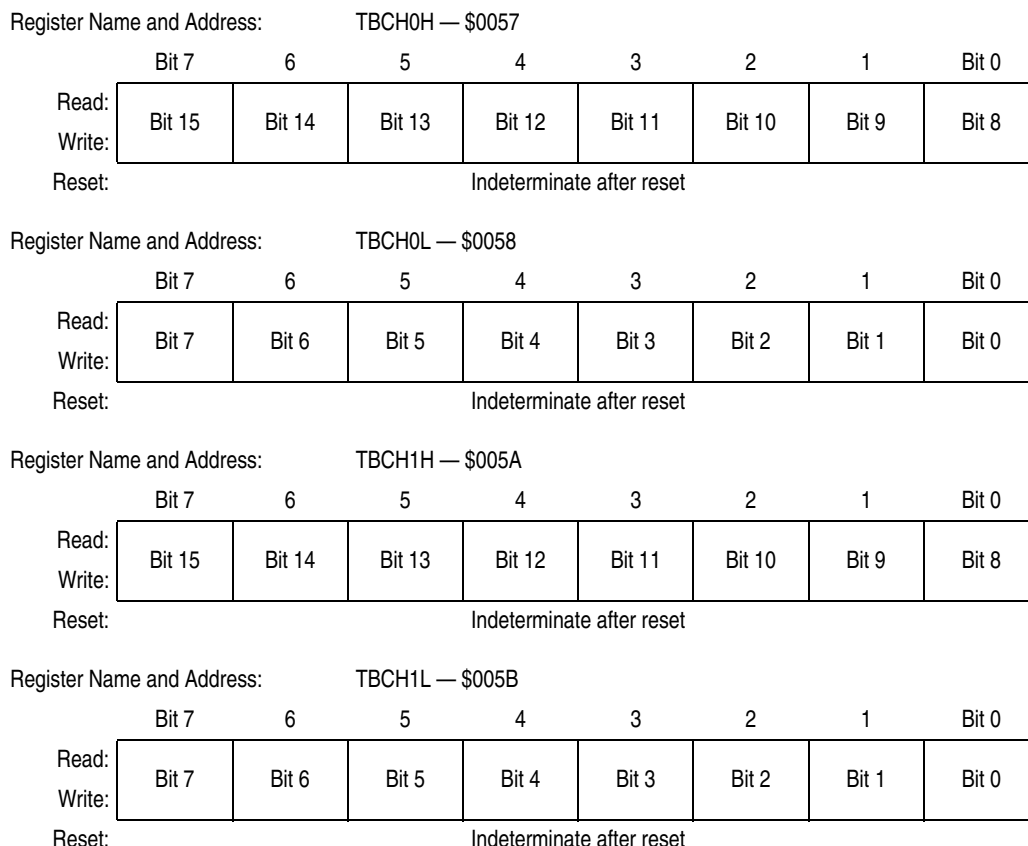 Register Name and Address: TBCH0H — $0057
Bit 7 6 5 4 3 2 1 Bit 0
Read:
Bit 15 Bit 14 Bit 13 Bit 12 Bit 11 Bit 10 Bit 9 Bit 8
Write:
Reset: Indeterminate after reset
Register Name and Address: TBCH0L — $0058
Bit 7 6 5 4 3 2 1 Bit 0
Read:
Bit 7 Bit 6 Bit 5 Bit 4 Bit 3 Bit 2 Bit 1 Bit 0
Write:
Reset: Indeterminate after reset
Register Name and Address: TBCH1H — $005A
Bit 7 6 5 4 3 2 1 Bit 0
Read:
Bit 15 Bit 14 Bit 13 Bit 12 Bit 11 Bit 10 Bit 9 Bit 8
Write:
Reset: Indeterminate after reset
Register Name and Address: TBCH1L — $005B
Bit 7 6 5 4 3 2 1 Bit 0
Read:
Bit 7 Bit 6 Bit 5 Bit 4 Bit 3 Bit 2 Bit 1 Bit 0
Write:
Reset: Indeterminate after reset